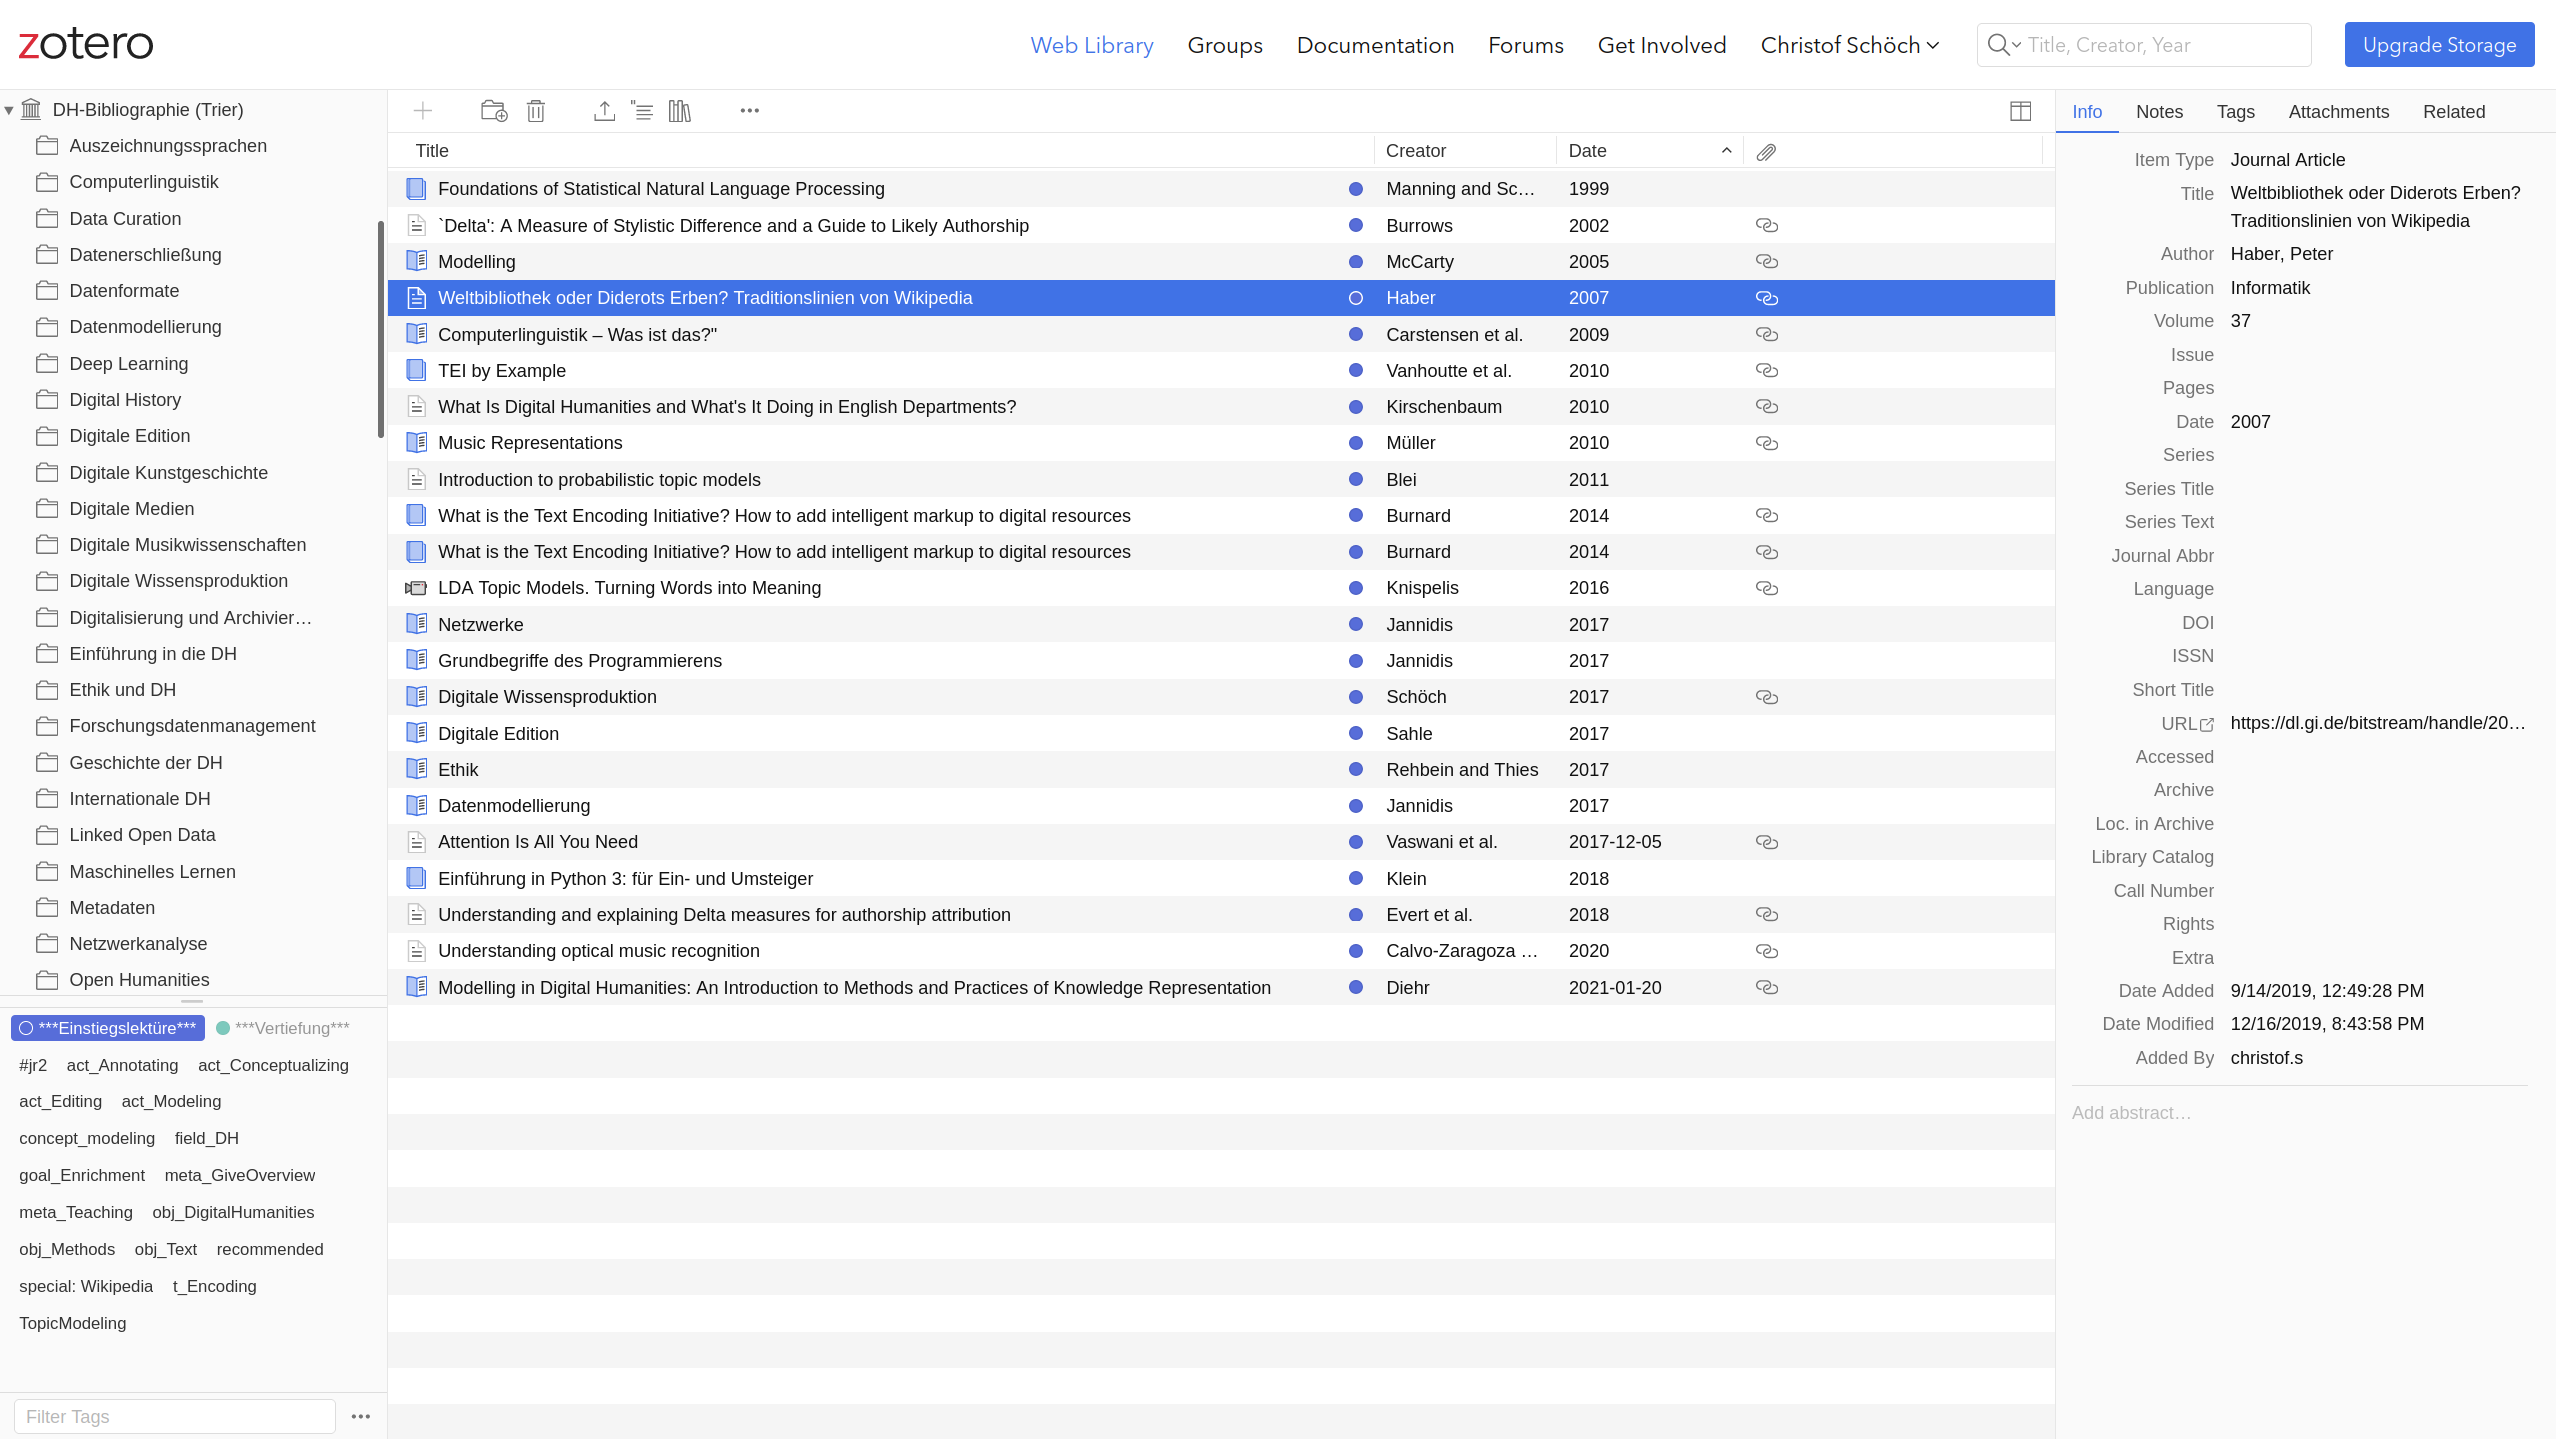 zotero
Web Library Groups Documentation Forums Get Involved Christof Schöch Title, Creator, Year Upgrade Storage
DH-Bibliographie (Trier)
Auszeichnungssprachen
Computerlinguistik
Data Curation
Datenerschließung
Datenformate
Datenmodellierung
Deep Learning
Digital History
Digitale Edition
Digitale Kunstgeschichte
Digitale Medien
Digitale Musikwissenschaften
Digitale Wissensproduktion
Digitalisierung und Archivier…
Einführung in die DH
Ethik und DH
Forschungsdatenmanagement
Geschichte der DH
Internationale DH
Linked Open Data
Maschinelles Lernen
Metadaten
Netzwerkanalyse
Open Humanities
***Einstiegslektüre*** ***Vertiefung***
#jr2 act_Annotating act_Conceptualizing
act_Editing act_Modeling
concept_modeling field_DH
goal_Enrichment meta_GiveOverview
meta_Teaching obj_DigitalHumanities
obj_Methods obj_Text recommended
special: Wikipedia t_Encoding
TopicModeling
Filter Tags
Title Creator Date
Foundations of Statistical Natural Language Processing Manning and Sc… 1999
`Delta': A Measure of Stylistic Difference and a Guide to Likely Authorship Burrows 2002
Modelling McCarty 2005
Weltbibliothek oder Diderots Erben? Traditionslinien von Wikipedia Haber 2007
Computerlinguistik – Was ist das?" Carstensen et al. 2009
TEI by Example Vanhoutte et al. 2010
What Is Digital Humanities and What's It Doing in English Departments? Kirschenbaum 2010
Music Representations Müller 2010
Introduction to probabilistic topic models Blei 2011
What is the Text Encoding Initiative? How to add intelligent markup to digital resources Burnard 2014
What is the Text Encoding Initiative? How to add intelligent markup to digital resources Burnard 2014
LDA Topic Models. Turning Words into Meaning Knispelis 2016
Netzwerke Jannidis 2017
Grundbegriffe des Programmierens Jannidis 2017
Digitale Wissensproduktion Schöch 2017
Digitale Edition Sahle 2017
Ethik Rehbein and Thies 2017
Datenmodellierung Jannidis 2017
Attention Is All You Need Vaswani et al. 2017-12-05
Einführung in Python 3: für Ein- und Umsteiger Klein 2018
Understanding and explaining Delta measures for authorship attribution Evert et al. 2018
Understanding optical music recognition Calvo-Zaragoza … 2020
Modelling in Digital Humanities: An Introduction to Methods and Practices of Knowledge Representation Diehr 2021-01-20
Info Notes Tags Attachments Related
Item Type Journal Article
Title Weltbibliothek oder Diderots Erben?
Traditionslinien von Wikipedia
Author Haber, Peter
Publication Informatik
Volume 37
Issue
Pages
Date 2007
Series
Series Title
Series Text
Journal Abbr
Language
DOI
ISSN
Short Title
URL https://dl.gi.de/bitstream/handle/20…
Accessed
Archive
Loc. in Archive
Library Catalog
Call Number
Rights
Extra
Date Added 9/14/2019, 12:49:28 PM
Date Modified 12/16/2019, 8:43:58 PM
Added By christof.s
Add abstract…